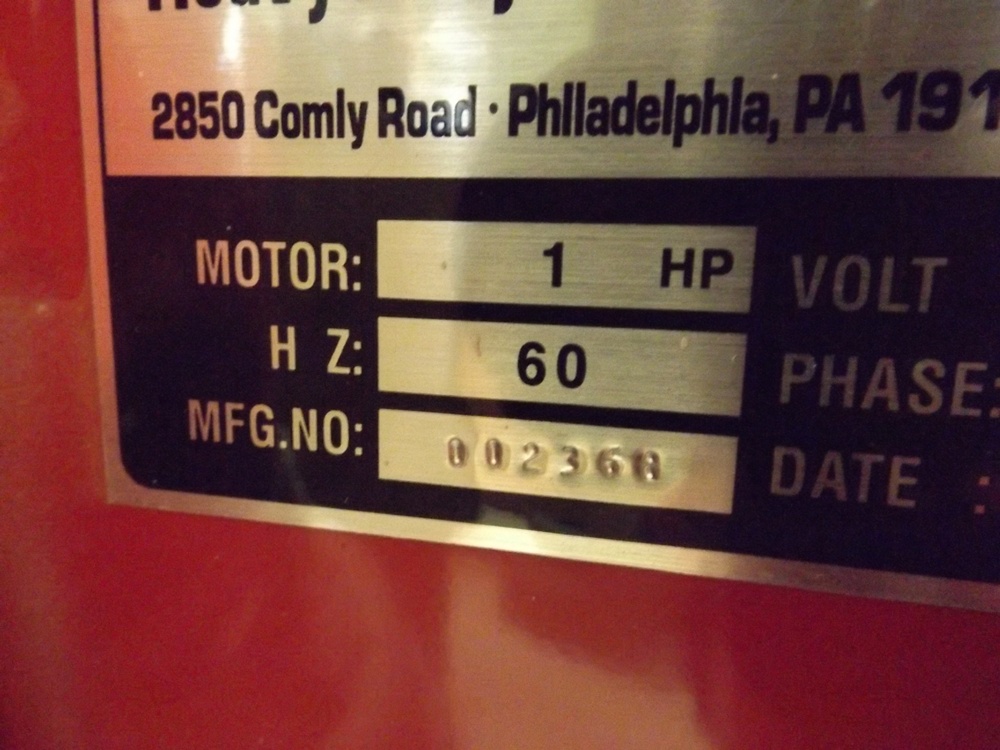 2850 Comly Road · Philadelphia, PA 191
MOTOR: 1 HP VOLT
H Z: 60 PHASE:
MFG.NO: 002368 DATE :